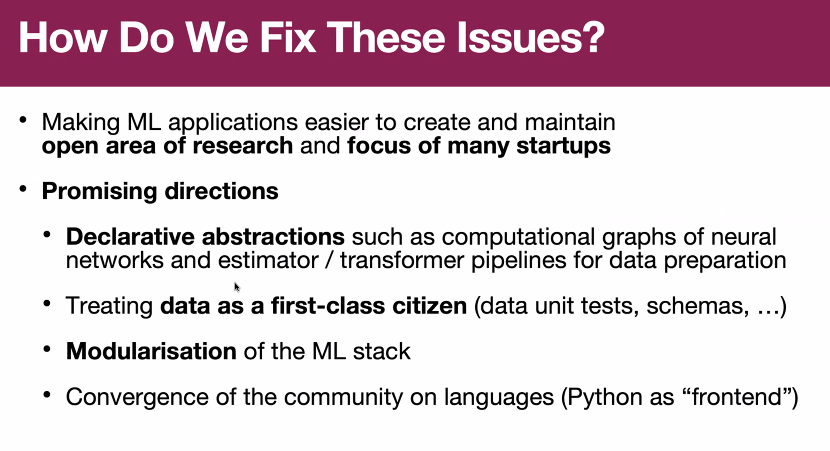 How Do We Fix These Issues?
• Making ML applications easier to create and maintain
open area of research and focus of many startups
• Promising directions
• Declarative abstractions such as computational graphs of neural
networks and estimator / transformer pipelines for data preparation
• Treating data as a first-class citizen (data unit tests, schemas, …)
• Modularisation of the ML stack
• Convergence of the community on languages (Python as “frontend”)